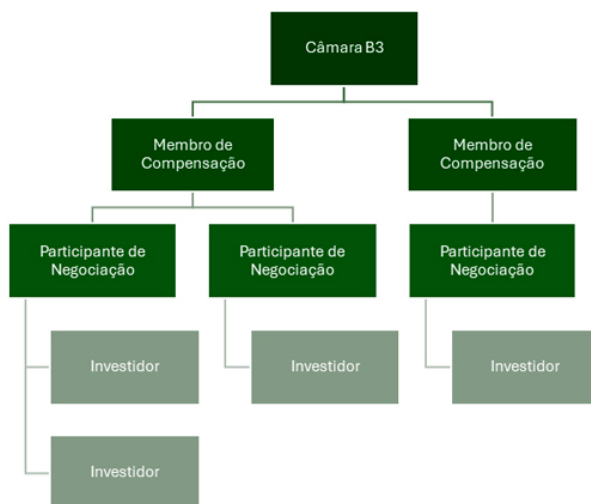 Câmara B3
Membro de
Compensação
Membro de
Compensação
Participante de
Negociação
Participante de
Negociação
Participante de
Negociação
Investidor
Investidor
Investidor
Investidor